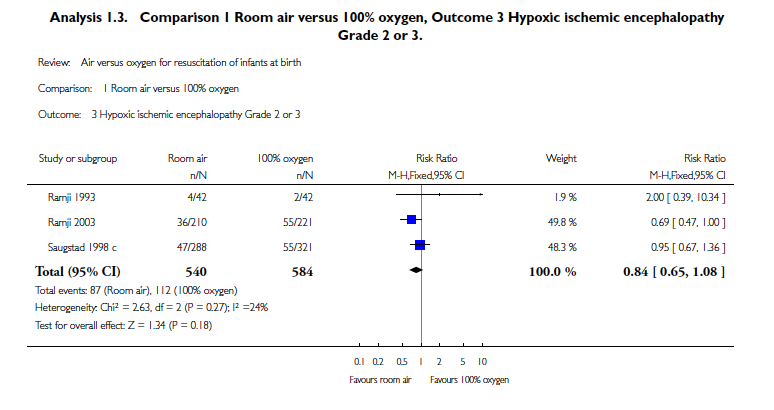 Analysis 1.3. Comparison 1 Room air versus 100% oxygen, Outcome 3 Hypoxic ischemic encephalopathy
Grade 2 or 3.
Review: Air versus oxygen for resuscitation of infants at birth
Comparison: 1 Room air versus 100% oxygen
Outcome: 3 Hypoxic ischemic encephalopathy Grade 2 or 3
Study or subgroup Room air 100% oxygen Risk Ratio Weight Risk Ratio
n/N n/N M-H,Fixed,95% CI M-H,Fixed,95% CI
Ramji 1993 4/42 2/42 1.9 % 2.00 [ 0.39, 10.34 ]
Ramji 2003 36/210 55/221 49.8 % 0.69 [ 0.47, 1.00 ]
Saugstad 1998 c 47/288 55/321 48.3 % 0.95 [ 0.67, 1.36 ]
Total (95% CI) 540 584 100.0 % 0.84 [ 0.65, 1.08 ]
Total events: 87 (Room air), 112 (100% oxygen)
Heterogeneity: Chi² = 2.63, df = 2 (P = 0.27); I² =24%
Test for overall effect: Z = 1.34 (P = 0.18)
0.1 0.2 0.5 1 2 5 10
Favours room air Favours 100% oxygen